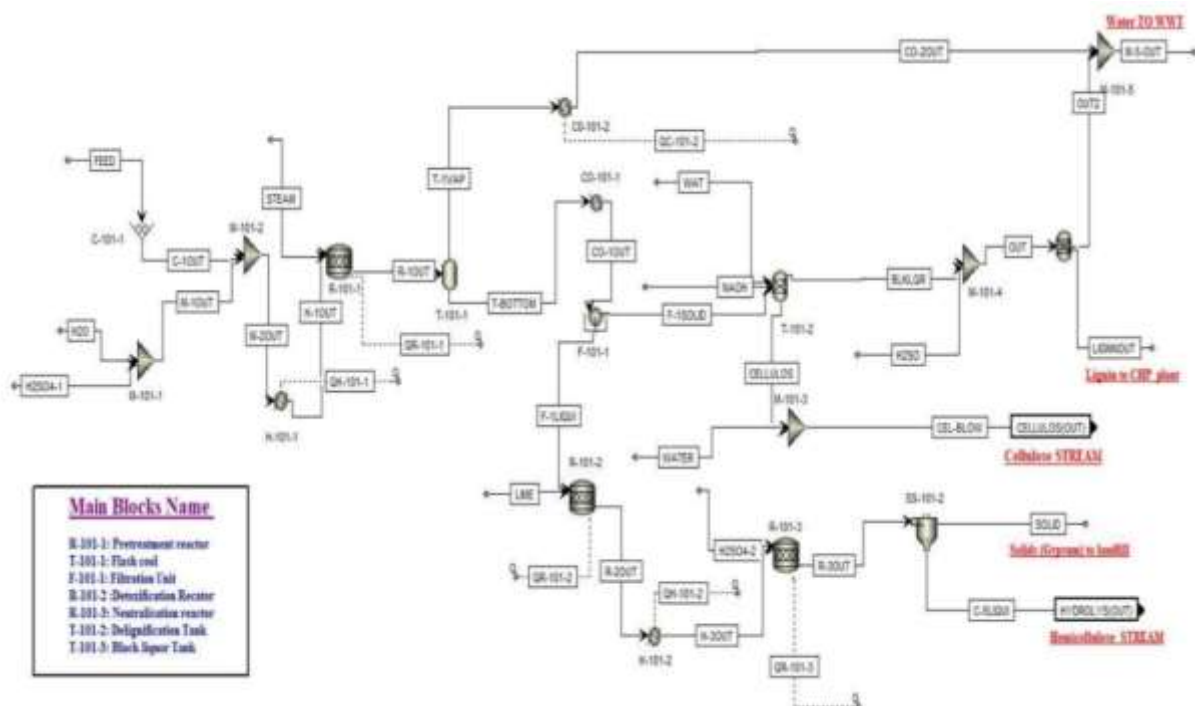 Water TO WWT
CO-2OUT
M-5-OUT
M-101-5
OUT2
CO-101-2
QC-101-2
FEED
STEAM
T-1VAP
CO-101-1
WAT
C-101-1
M-101-2
C-1OUT
R-101-1
R-1OUT
CO-1OUT
OUT
M-1OUT
H-1OUT
T-101-1
T-BOTTOM
NAOH
BLKLQR
M-101-4
H2O
M-2OUT
QR-101-1
F-101-1
F-1SOLID
T-101-2
H2SO
LIGNINOUT
H2SO4-1
M-101-1
QH-101-1
H-101-1
CELLULOS
Lignin to CHP plant
F-1LIQUI
M-101-3
WATER
CEL-BLOW
CELLULOS(OUT)
Cellulose STREAM
R-101-2
LIME
R-101-3
SS-101-2
SOLID
Solids (Gypsum) to landfill
H2SO4-2
R-3OUT
QR-101-2
R-2OUT
QH-101-2
H-2OUT
H-101-2
HYDROLYS(OUT)
Hemicellulose STREAM
QR-101-3
Main Blocks Name
R-101-1: Pretreatment reactor
T-101-1: Flash cool
F-101-1: Filtration Unit
R-101-2 :Detoxification Recator
R-101-3: Neutralisation reactor
T-101-2: Delignification Tank
T-101-3: Black liquor Tank